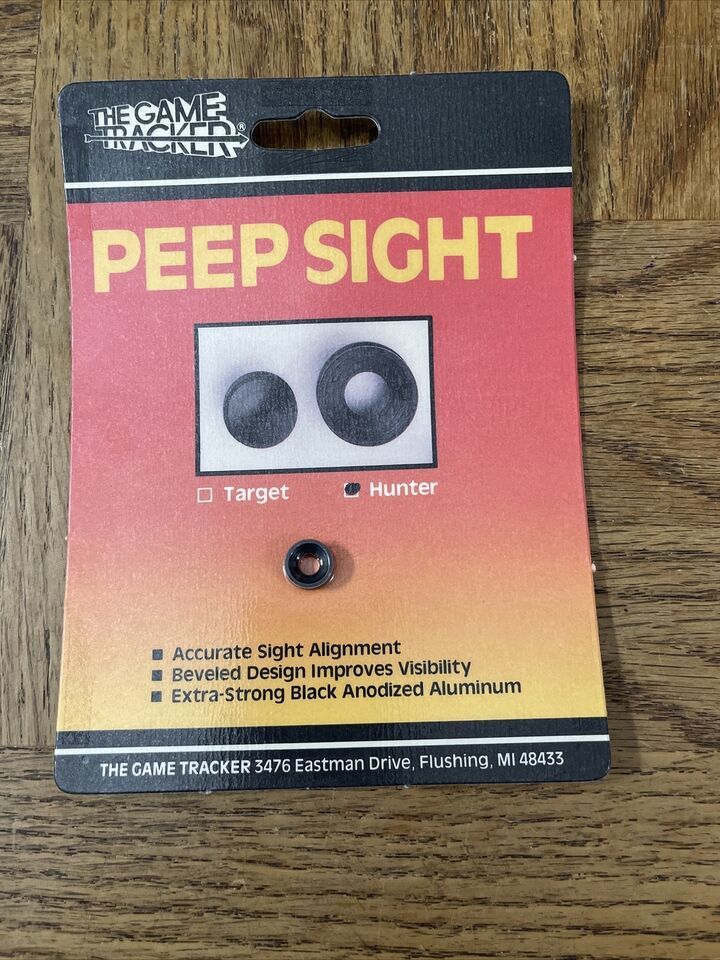 THE GAME
TRACKER®
PEEP SIGHT
Target
Hunter
Accurate Sight Alignment
Beveled Design Improves Visibility
Extra-Strong Black Anodized Aluminum
THE GAME TRACKER 3476 Eastman Drive, Flushing, MI 48433